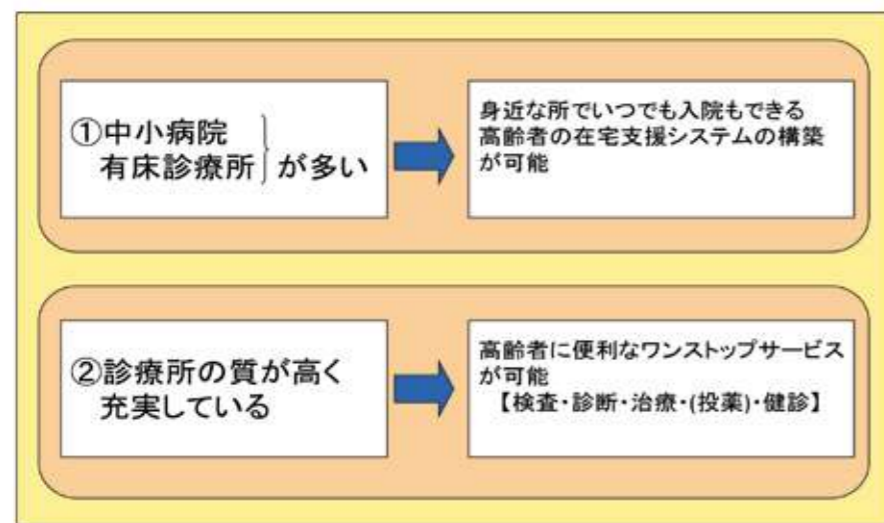 ①中小病院
有床診療所 } が多い
身近な所でいつでも入院もできる
高齢者の在宅支援システムの構築
が可能
②診療所の質が高く
充実している
高齢者に便利なワンストップサービス
が可能
【検査・診断・治療・(投薬)・健診】